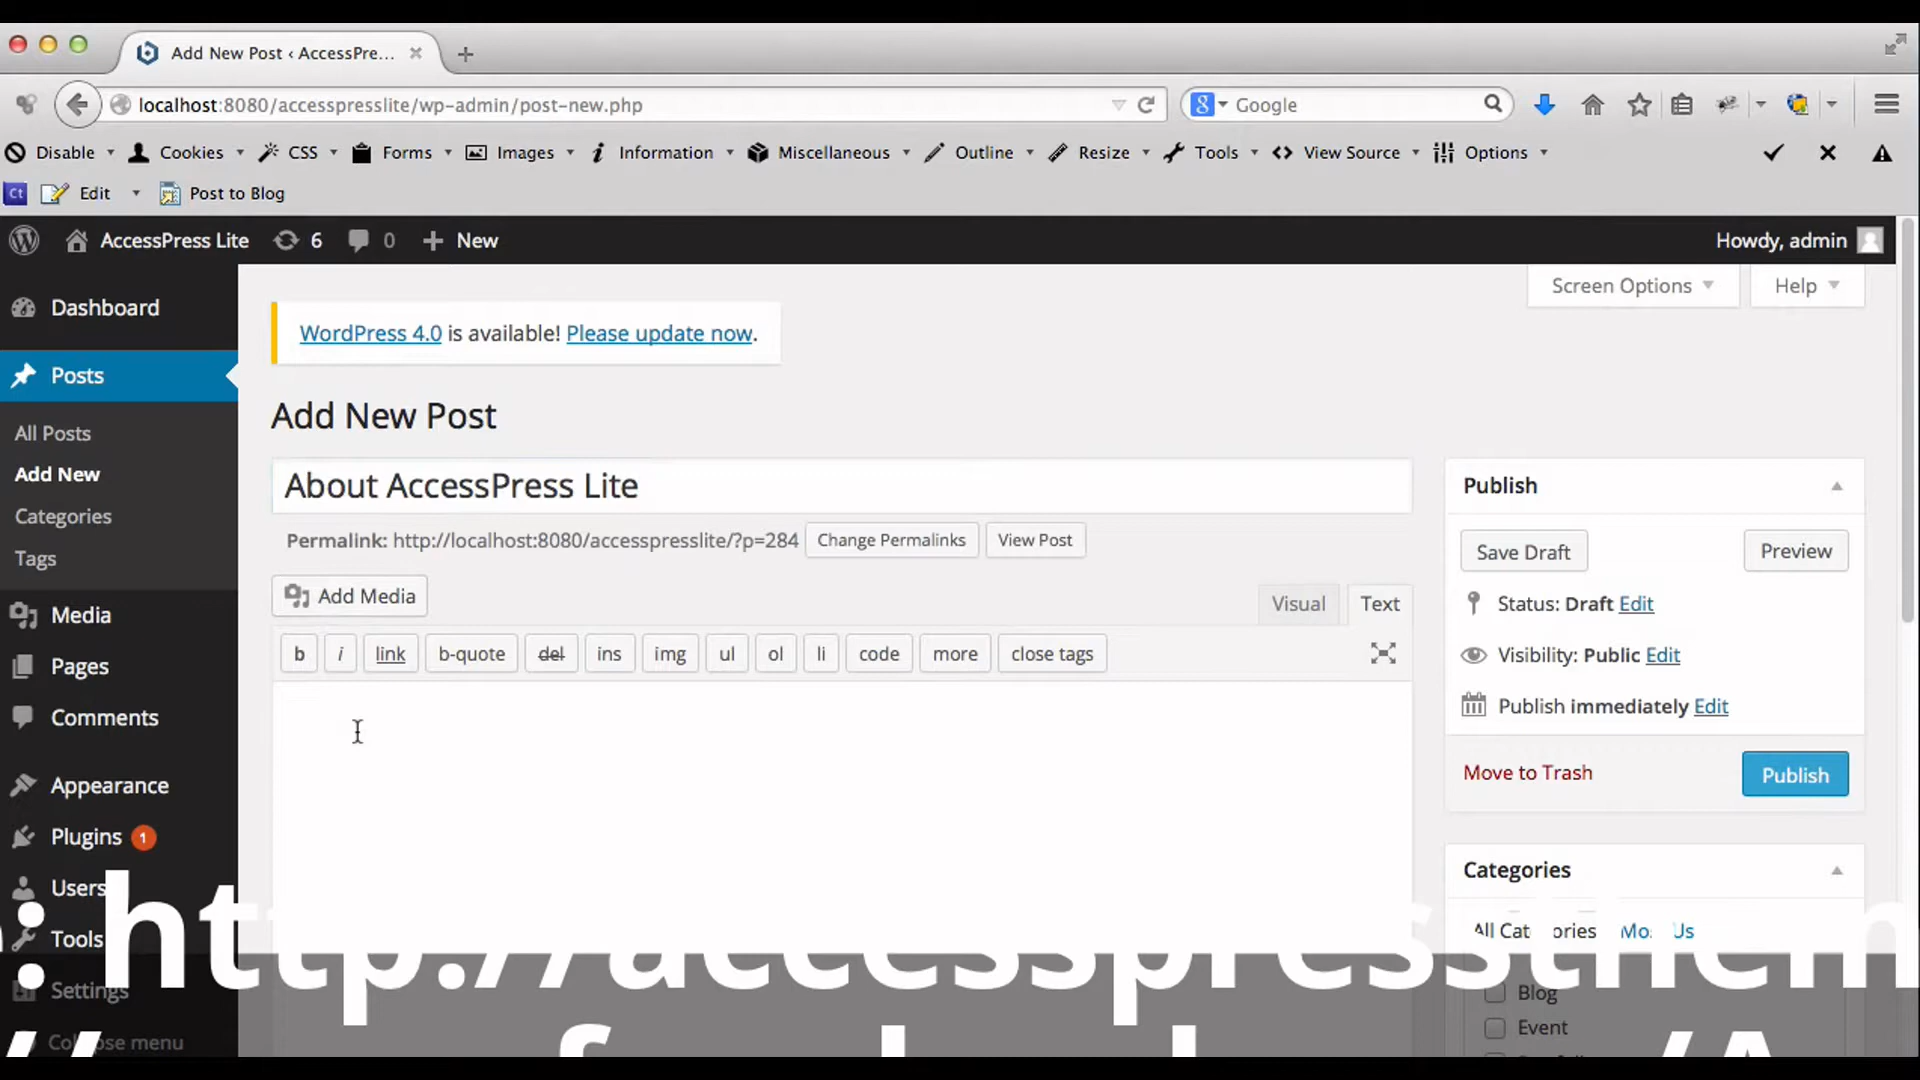 Add New Post ‹ AccessPre...
localhost:8080/accesspresslite/wp-admin/post-new.php
Google
Disable Cookies CSS Forms Images Information Miscellaneous Outline Resize Tools View Source Options
Ct Edit Post to Blog
AccessPress Lite 6 0 New
Howdy, admin
Screen Options
Help
Dashboard
Posts
All Posts
Add New
Categories
Tags
Media
Pages
Comments
Appearance
Plugins 1
Users
Tools
Settings
menu
WordPress 4.0 is available! Please update now.
Add New Post
About AccessPress Lite
Permalink: http://localhost:8080/accesspresslite/?p=284 Change Permalinks View Post
Add Media
Visual Text
b i link b-quote del ins img ul ol li code more close tags
Publish
Save Draft Preview
Status: Draft Edit
Visibility: Public Edit
Publish immediately Edit
Move to Trash Publish
Categories
All Categories
Blog
Event
: http://accesspressthem